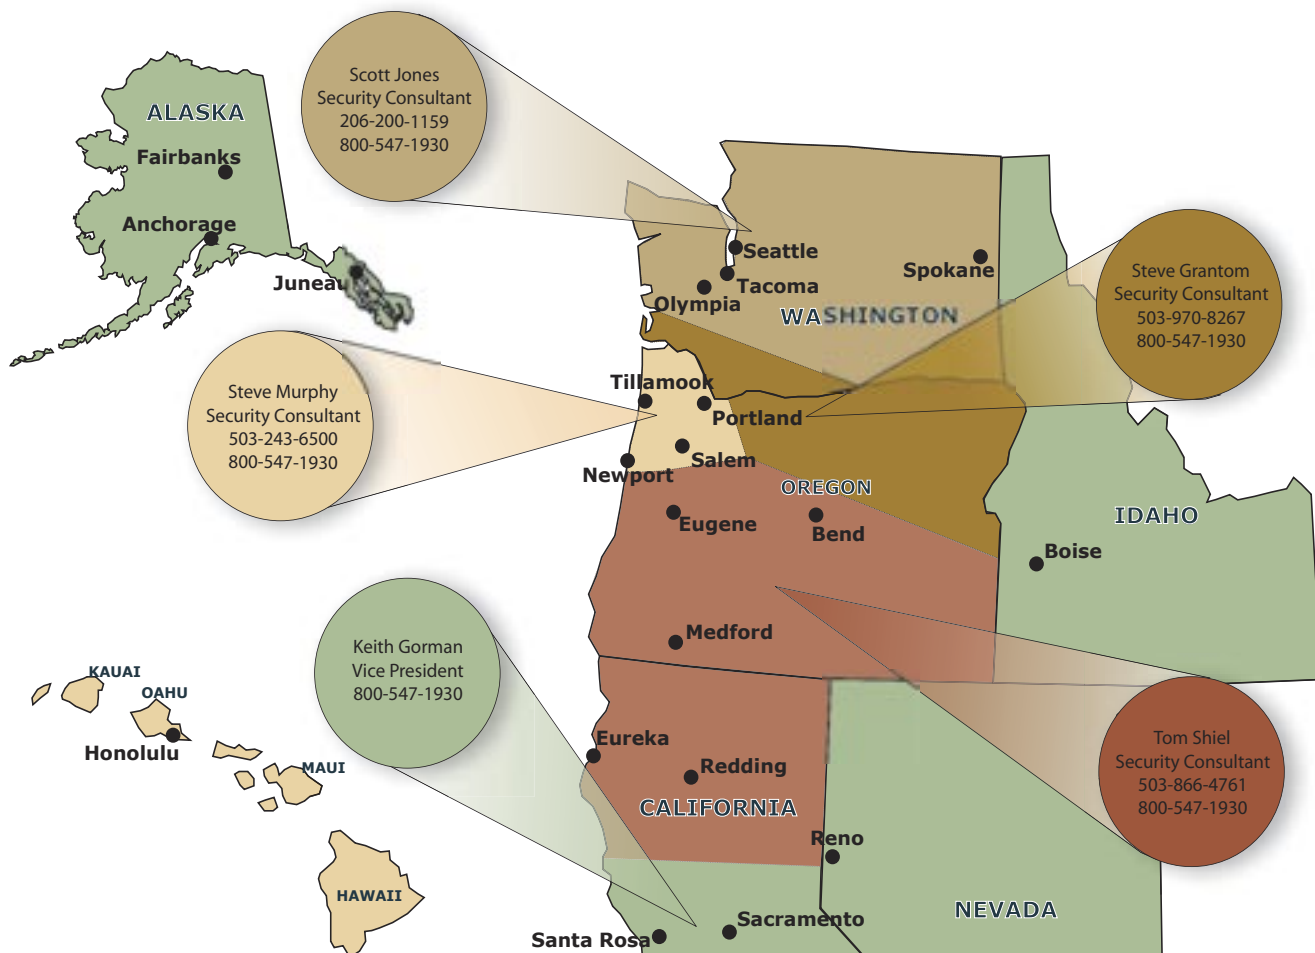 Scott Jones
Security Consultant
206-200-1159
800-547-1930
ALASKA
Fairbanks
Anchorage
Juneau
Seattle
Tacoma
Olympia
Spokane
WASHINGTON
Steve Grantom
Security Consultant
503-970-8267
800-547-1930
Steve Murphy
Security Consultant
503-243-6500
800-547-1930
Tillamook
Portland
Salem
Newport
OREGON
Eugene
Bend
IDAHO
Boise
Medford
Keith Gorman
Vice President
800-547-1930
KAUAI
OAHU
Honolulu
MAUI
HAWAII
Eureka
Redding
CALIFORNIA
Tom Shiel
Security Consultant
503-866-4761
800-547-1930
Reno
NEVADA
Sacramento
Santa Rosa